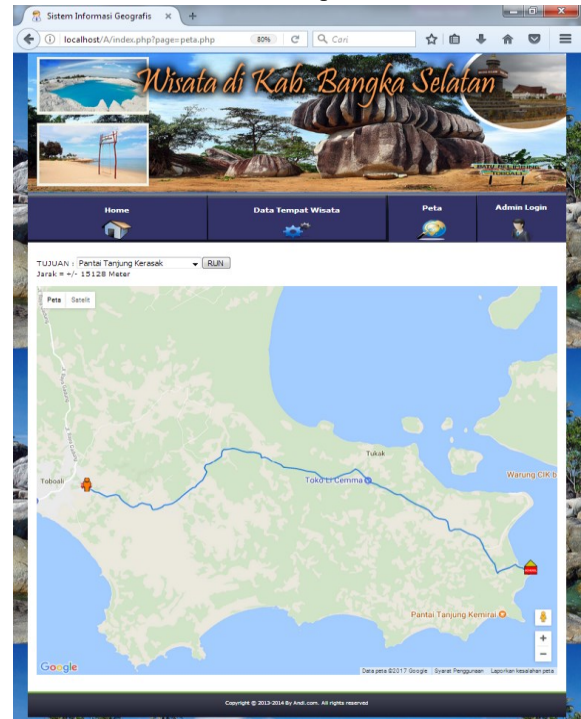 Sistem Informasi Geografis
localhost/A/index.php?page=peta.php
80%
Cari
Wisata di Kab. Bangka Selatan
Home
Data Tempat Wisata
Peta
Admin Login
TUJUAN : Pantai Tanjung Kerasak RUN
Jarak = +/- 15128 Meter
Peta Satelit
Tukak
Toboali
Toko Li Cemma
Warung CIK b
Pantai Tanjung Kemirai
Google
Data peta ©2017 Google Syarat Penggunaan Laporkan kesalahan peta
Copyright © 2013-2014 By Andi.com. All rights reserved